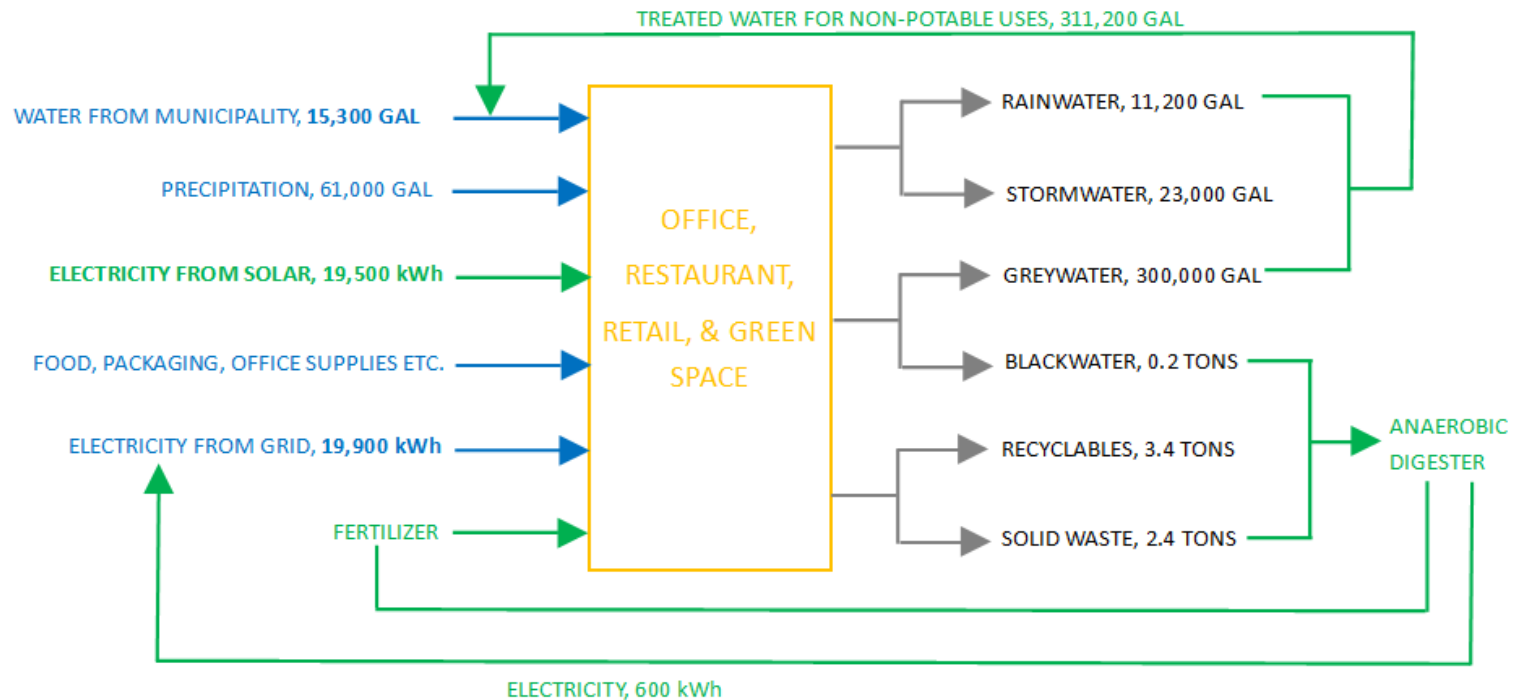 TREATED WATER FOR NON-POTABLE USES, 311,200 GAL
WATER FROM MUNICIPALITY, 15,300 GAL
PRECIPITATION, 61,000 GAL
ELECTRICITY FROM SOLAR, 19,500 kWh
FOOD, PACKAGING, OFFICE SUPPLIES ETC.
ELECTRICITY FROM GRID, 19,900 kWh
FERTILIZER
OFFICE,
RESTAURANT,
RETAIL, & GREEN
SPACE
RAINWATER, 11,200 GAL
STORMWATER, 23,000 GAL
GREYWATER, 300,000 GAL
BLACKWATER, 0.2 TONS
RECYCLABLES, 3.4 TONS
SOLID WASTE, 2.4 TONS
ANAEROBIC
DIGESTER
ELECTRICITY, 600 kWh